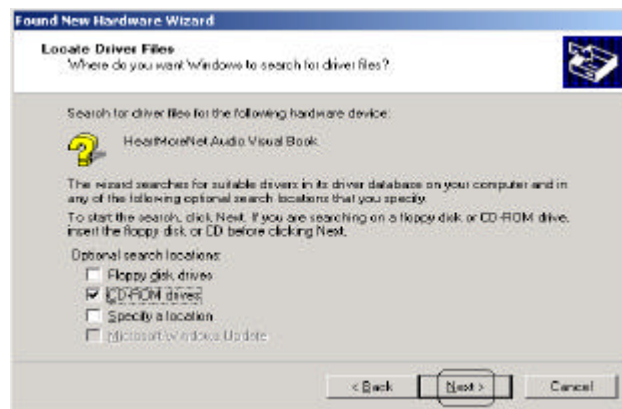 Found New Hardware Wizard
Locate Driver Files
Where do you want Windows to search for driver files?
Search for driver files for the following hardware device:
HearMoreNet Audio Visual Book
The wizard searches for suitable drivers in its driver database on your computer and in
any of the following optional search locations that you specify.
To start the search, click Next. If you are searching on a floppy disk or CD-ROM drive,
insert the floppy disk or CD before clicking Next.
Optional search locations:
Floppy disk drives
CD-ROM drives
Specify a location
Microsoft Windows Update
< Back
Next >
Cancel